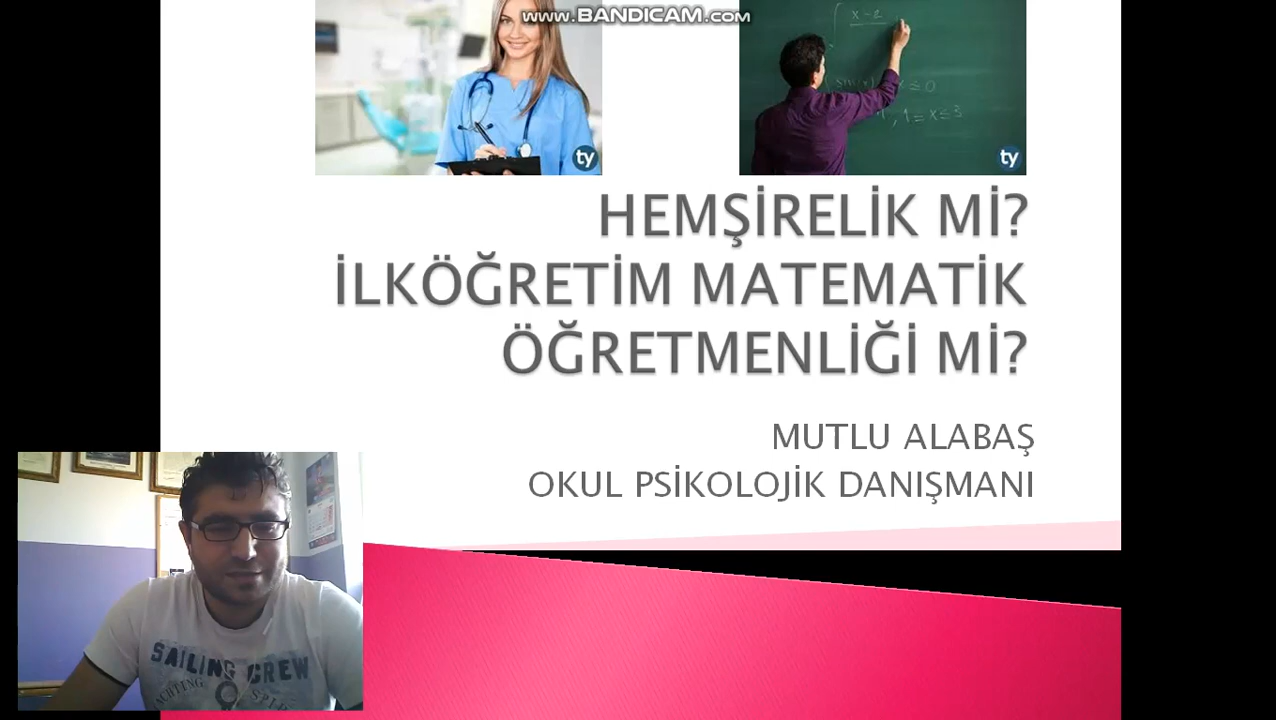 www.BANDICAM.com
x-2
ty
ty
HEMŞİRELİK Mİ?
İLKÖĞRETİM MATEMATİK
ÖĞRETMENLİĞİ Mİ?
MUTLU ALABAŞ
OKUL PSİKOLOJİK DANIŞMANI
SAILING CREW